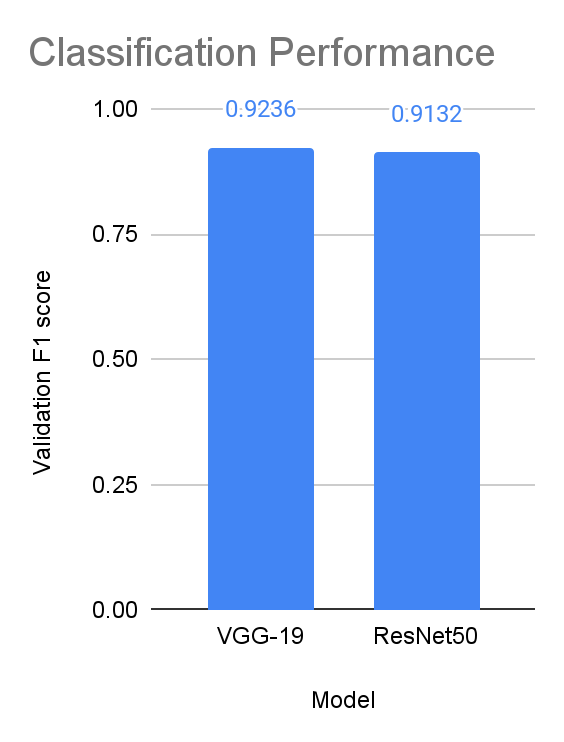 Classification Performance
1.00
0.9236
0.9132
0.75
0.50
0.25
0.00
Validation F1 score
VGG-19
ResNet50
Model